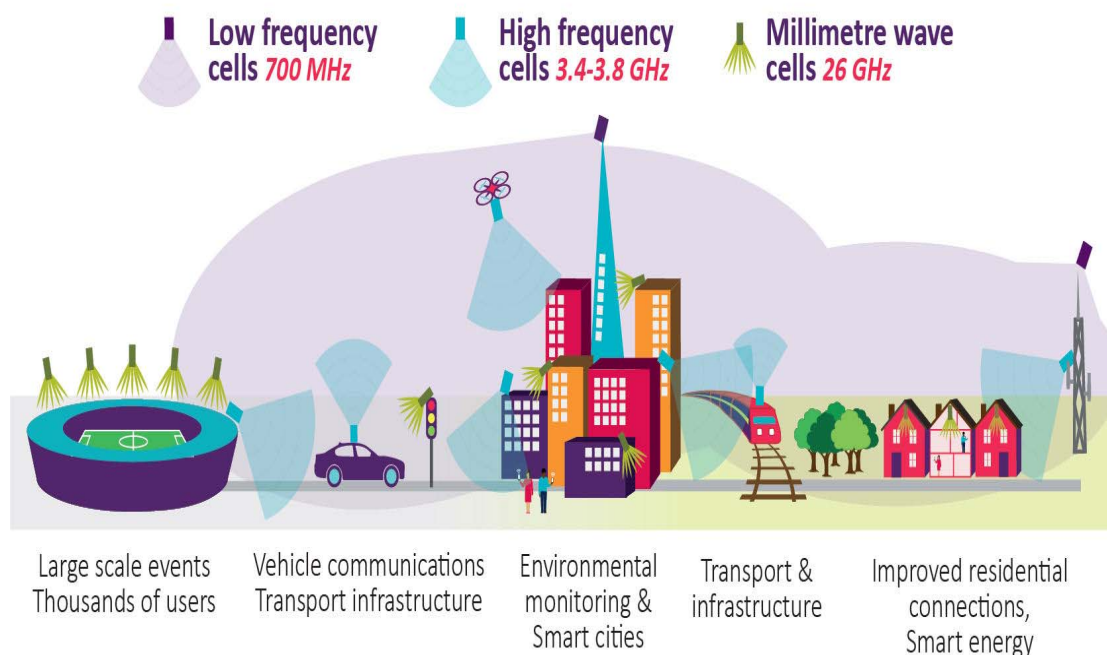 Low frequency
cells 700 MHz
High frequency
cells 3.4-3.8 GHz
Millimetre wave
cells 26 GHz
Large scale events
Thousands of users
Vehicle communications
Transport infrastructure
Environmental
monitoring &
Smart cities
Transport &
infrastructure
Improved residential
connections,
Smart energy